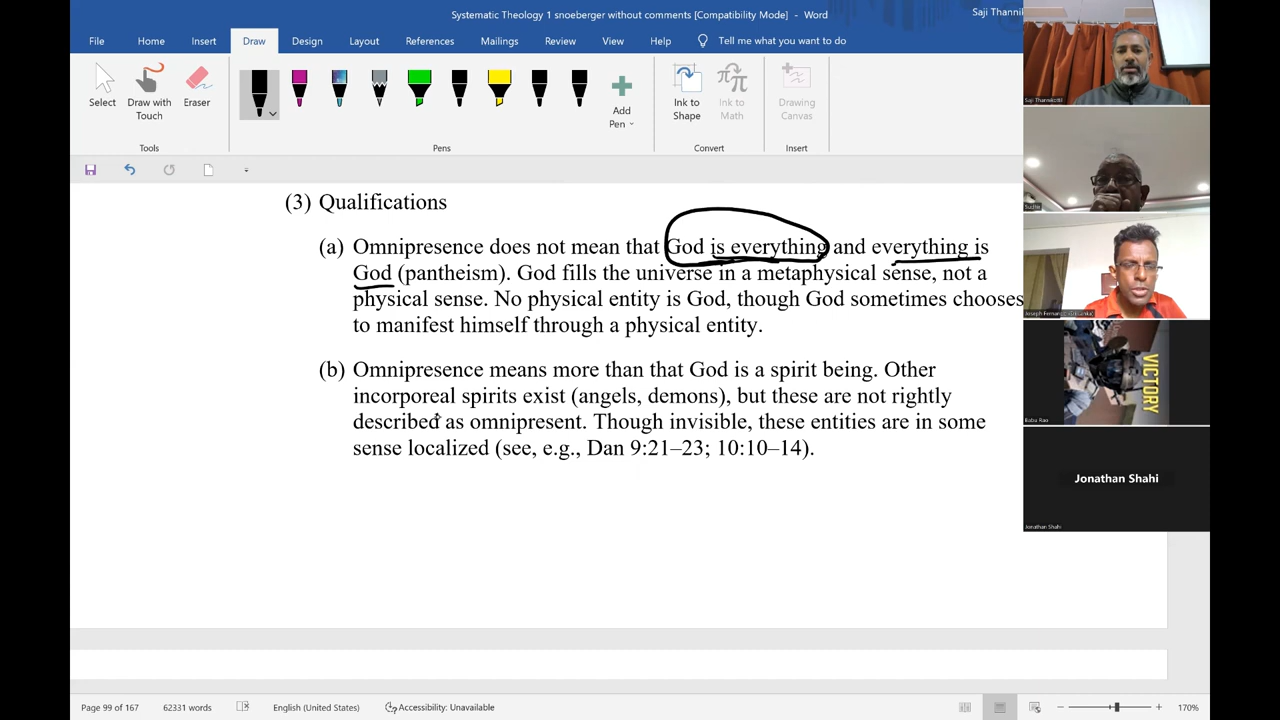 Systematic Theology 1 snoeberger without comments [Compatibility Mode] - Word
Saji Thannik
File Home Insert Draw Design Layout References Mailings Review View Help Tell me what you want to do
Select Draw with Touch Eraser
Add Pen
Ink to Shape Ink to Math Drawing Canvas
Tools Pens Convert Insert
(3) Qualifications
(a) Omnipresence does not mean that God is everything and everything is
God (pantheism). God fills the universe in a metaphysical sense, not a
physical sense. No physical entity is God, though God sometimes chooses
to manifest himself through a physical entity.
(b) Omnipresence means more than that God is a spirit being. Other
incorporeal spirits exist (angels, demons), but these are not rightly
described as omnipresent. Though invisible, these entities are in some
sense localized (see, e.g., Dan 9:21–23; 10:10–14).
Sudhir
VICTORY
Babu Rao
Jonathan Shahi
Jonathan Shahi
Page 99 of 167 62331 words English (United States) Accessibility: Unavailable 170%